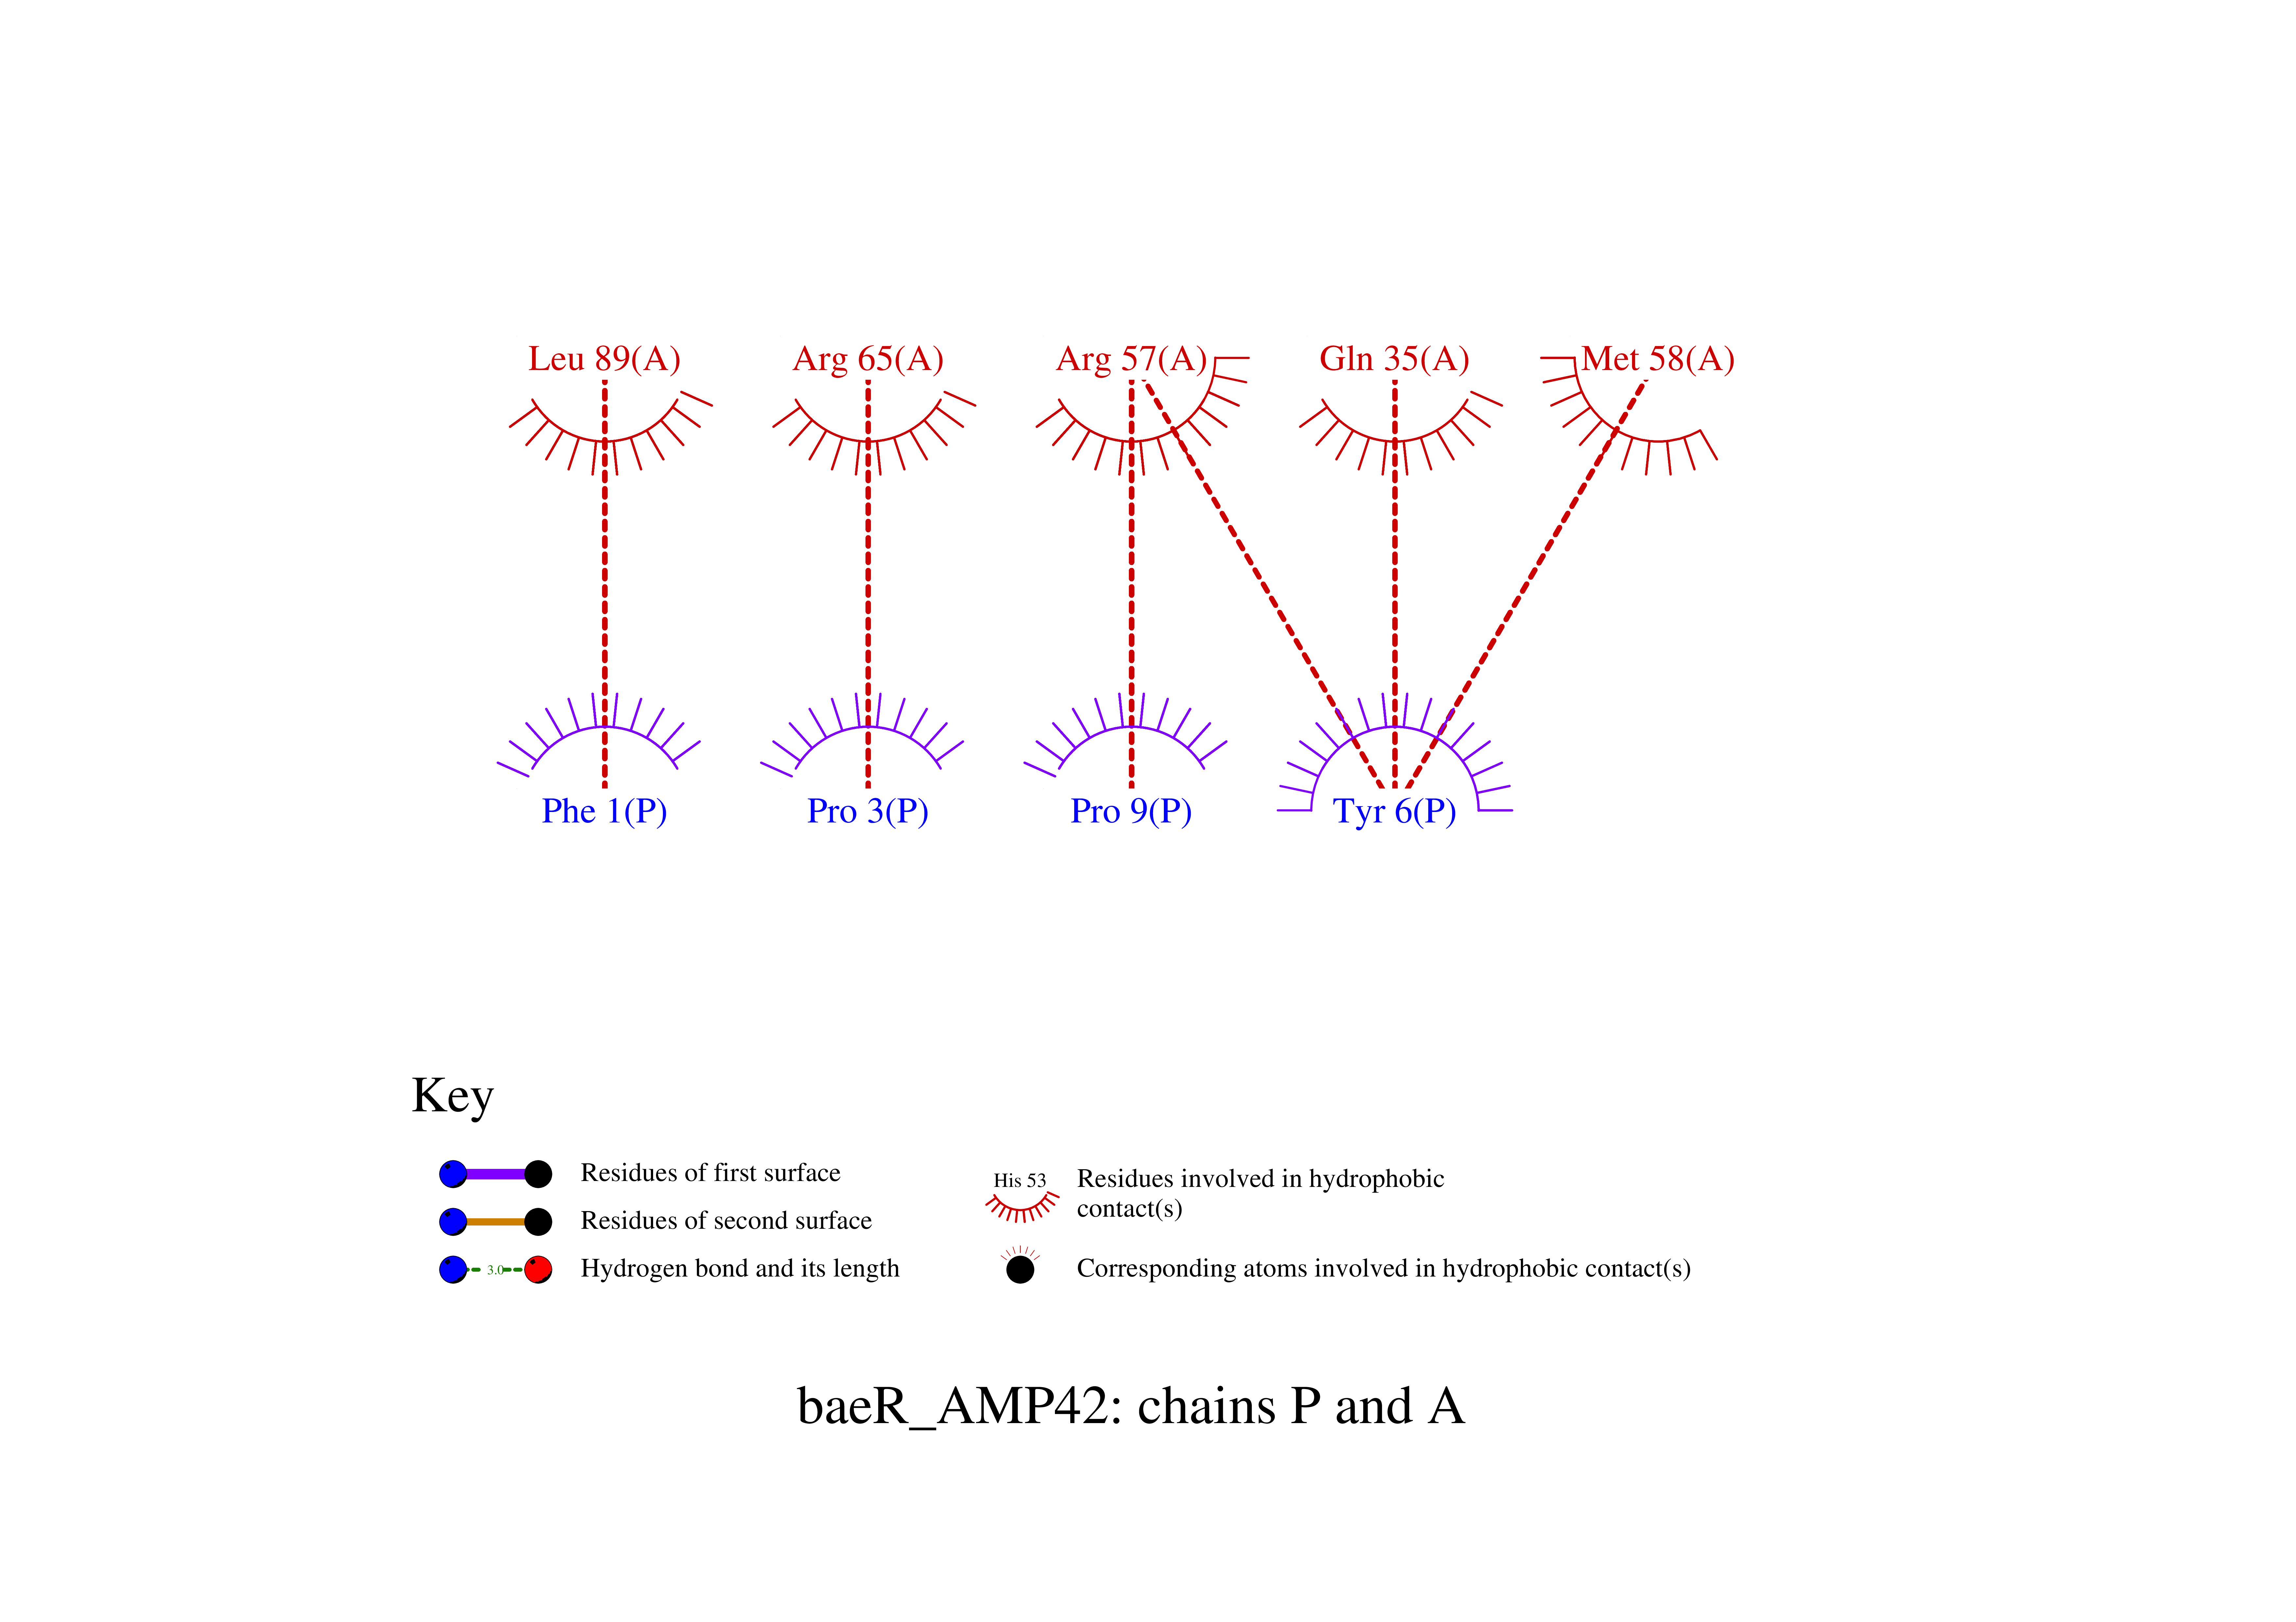 Leu 89(A) Arg 65(A) Arg 57(A) Gln 35(A) Met 58(A)
Phe 1(P) Pro 3(P) Pro 9(P) Tyr 6(P)
Key
Residues of first surface
Residues of second surface
3.0 Hydrogen bond and its length
His 53 Residues involved in hydrophobic
contact(s)
Corresponding atoms involved in hydrophobic contact(s)
baeR_AMP42: chains P and A